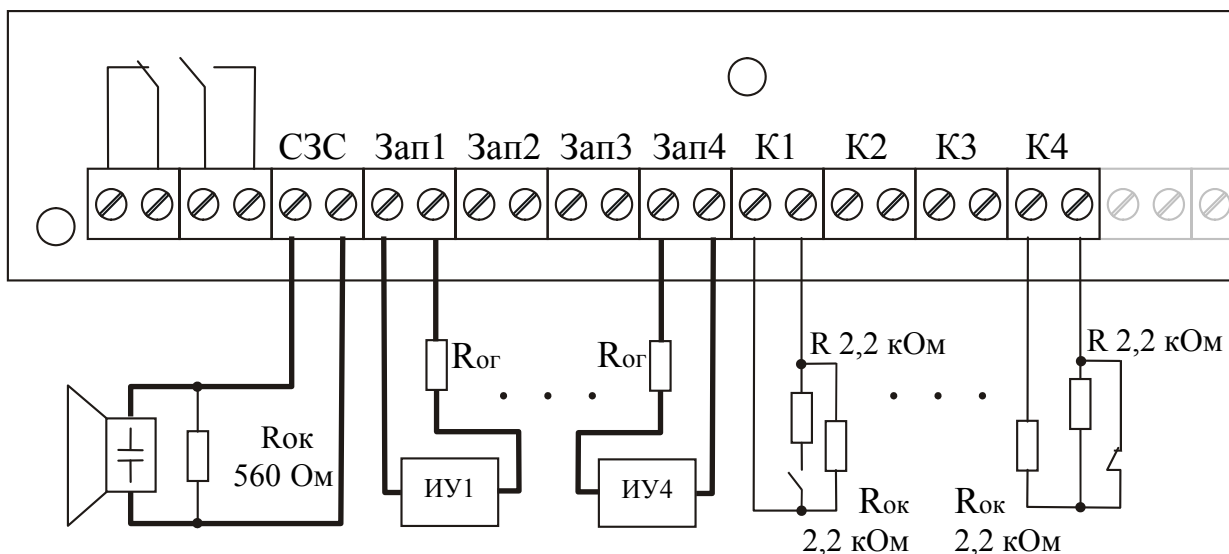 СЗС Зап1 Зап2 Зап3 Зап4 К1 К2 К3 К4
R 2,2 кОм
R 2,2 кОм
Rог
Rог
Rок
560 Ом
ИУ1
ИУ4
Rок
2,2 кОм
Rок
2,2 кОм